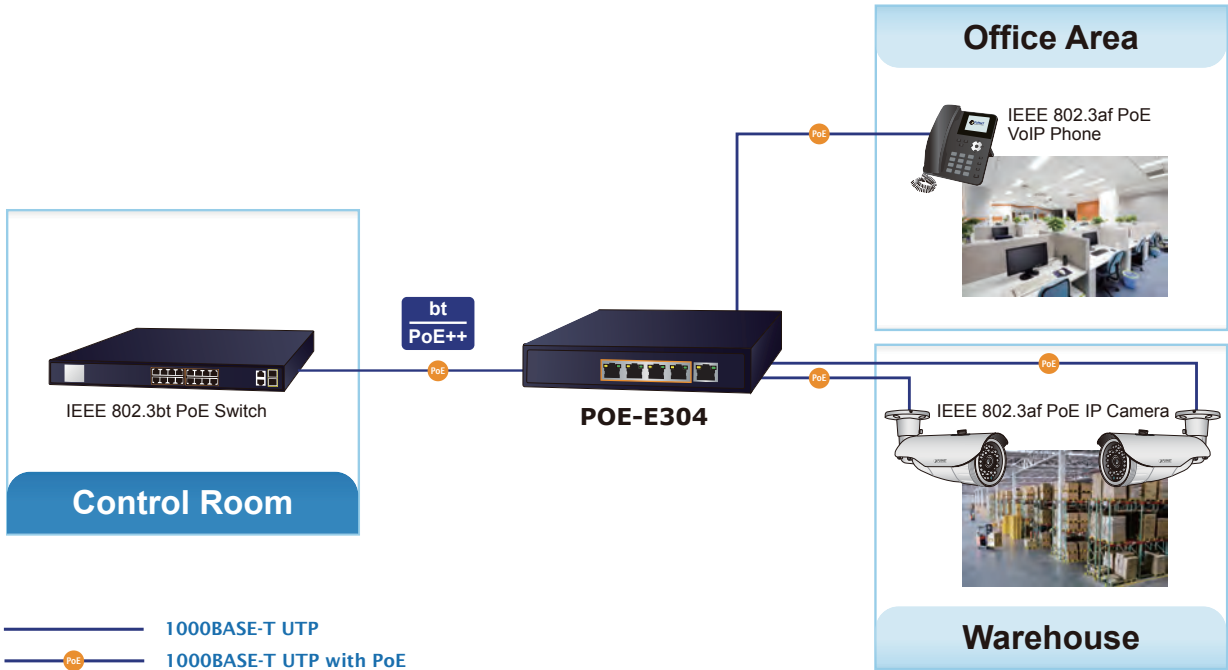 Office Area
IEEE 802.3af PoE
VoIP Phone
PoE
bt
PoE++
PoE
IEEE 802.3bt PoE Switch
Control Room
POE-E304
PoE
PoE
IEEE 802.3af PoE IP Camera
Warehouse
1000BASE-T UTP
PoE
1000BASE-T UTP with PoE